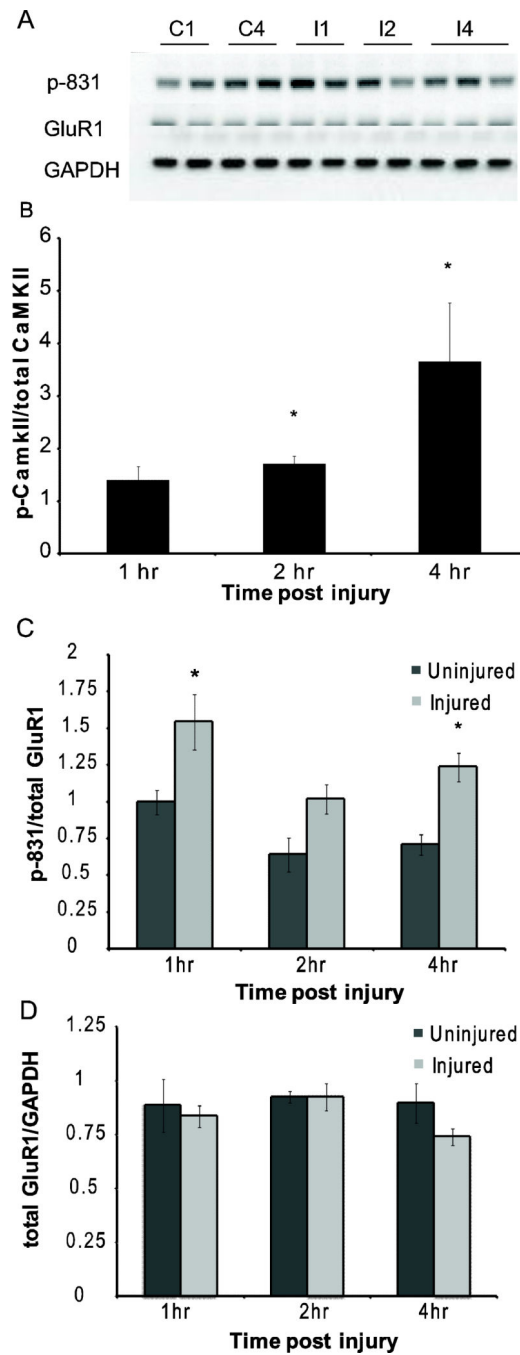 A
C1 C4 I1 I2 I4
p-831
GluR1
GAPDH
B
p-CamkII/total CaMKII
6
5
4
3
2
1
0
*
*
1 hr 2 hr 4 hr
Time post injury
C
p-831/total GluR1
2
1.75
1.5
1.25
1
0.75
0.5
0.25
0
*
*
Uninjured
Injured
1hr 2hr 4hr
Time post injury
D
total GluR1/GAPDH
1.25
1
0.75
0.5
0.25
0
Uninjured
Injured
1hr 2hr 4hr
Time post injury